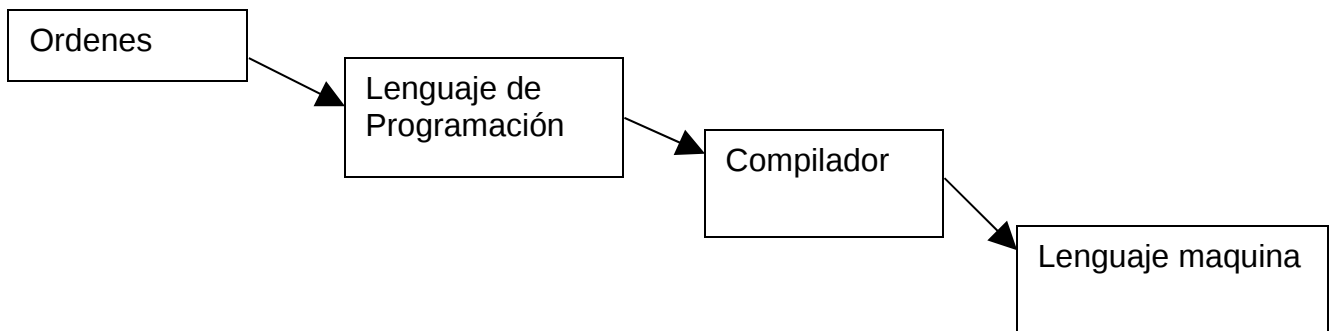 Ordenes
Lenguaje de
Programación
Compilador
Lenguaje maquina